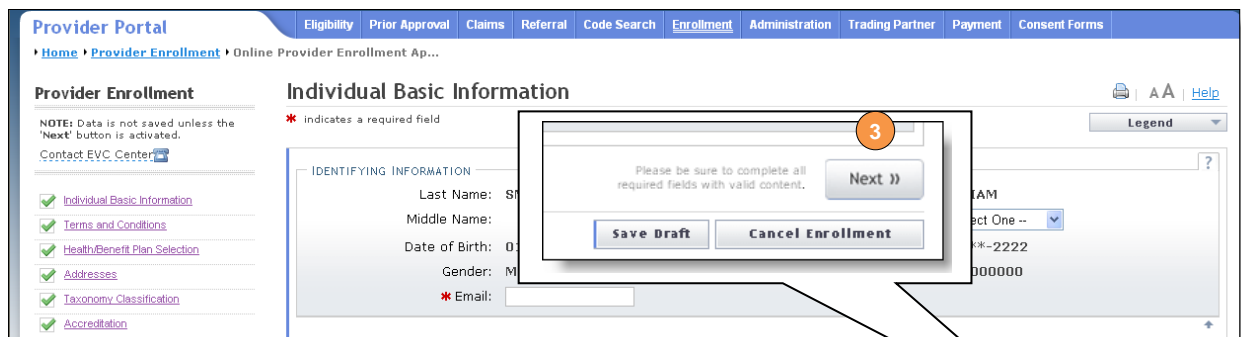 Provider Portal
Eligibility Prior Approval Claims Referral Code Search Enrollment Administration Trading Partner Payment Consent Forms
Home Provider Enrollment Online Provider Enrollment Ap...
Provider Enrollment
NOTE: Data is not saved unless the
'Next' button is activated.
Contact EVC Center
Individual Basic Information
Terms and Conditions
Health/Benefit Plan Selection
Addresses
Taxonomy Classification
Accreditation
Individual Basic Information
AA | Help
* indicates a required field
Legend
?
IDENTIFYING INFORMATION
Last Name:
Middle Name:
Date of Birth:
Gender:
* Email:
3
Please be sure to complete all
required fields with valid content.
Next »
Save Draft Cancel Enrollment
IAM
ect One --
**-2222
000000